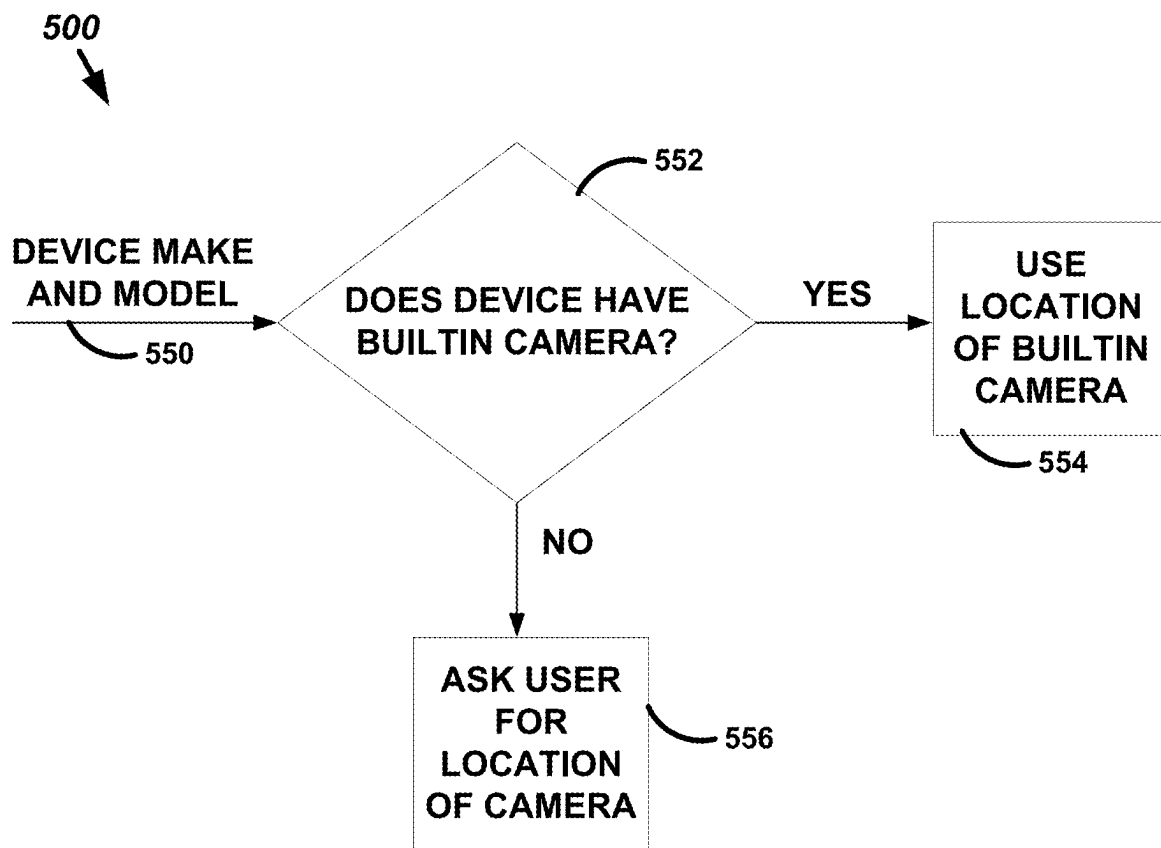 500
552
DEVICE MAKE
AND MODEL
550
DOES DEVICE HAVE
BUILTIN CAMERA?
YES
USE
LOCATION
OF BUILTIN
CAMERA
554
NO
ASK USER
FOR
LOCATION
OF CAMERA
556